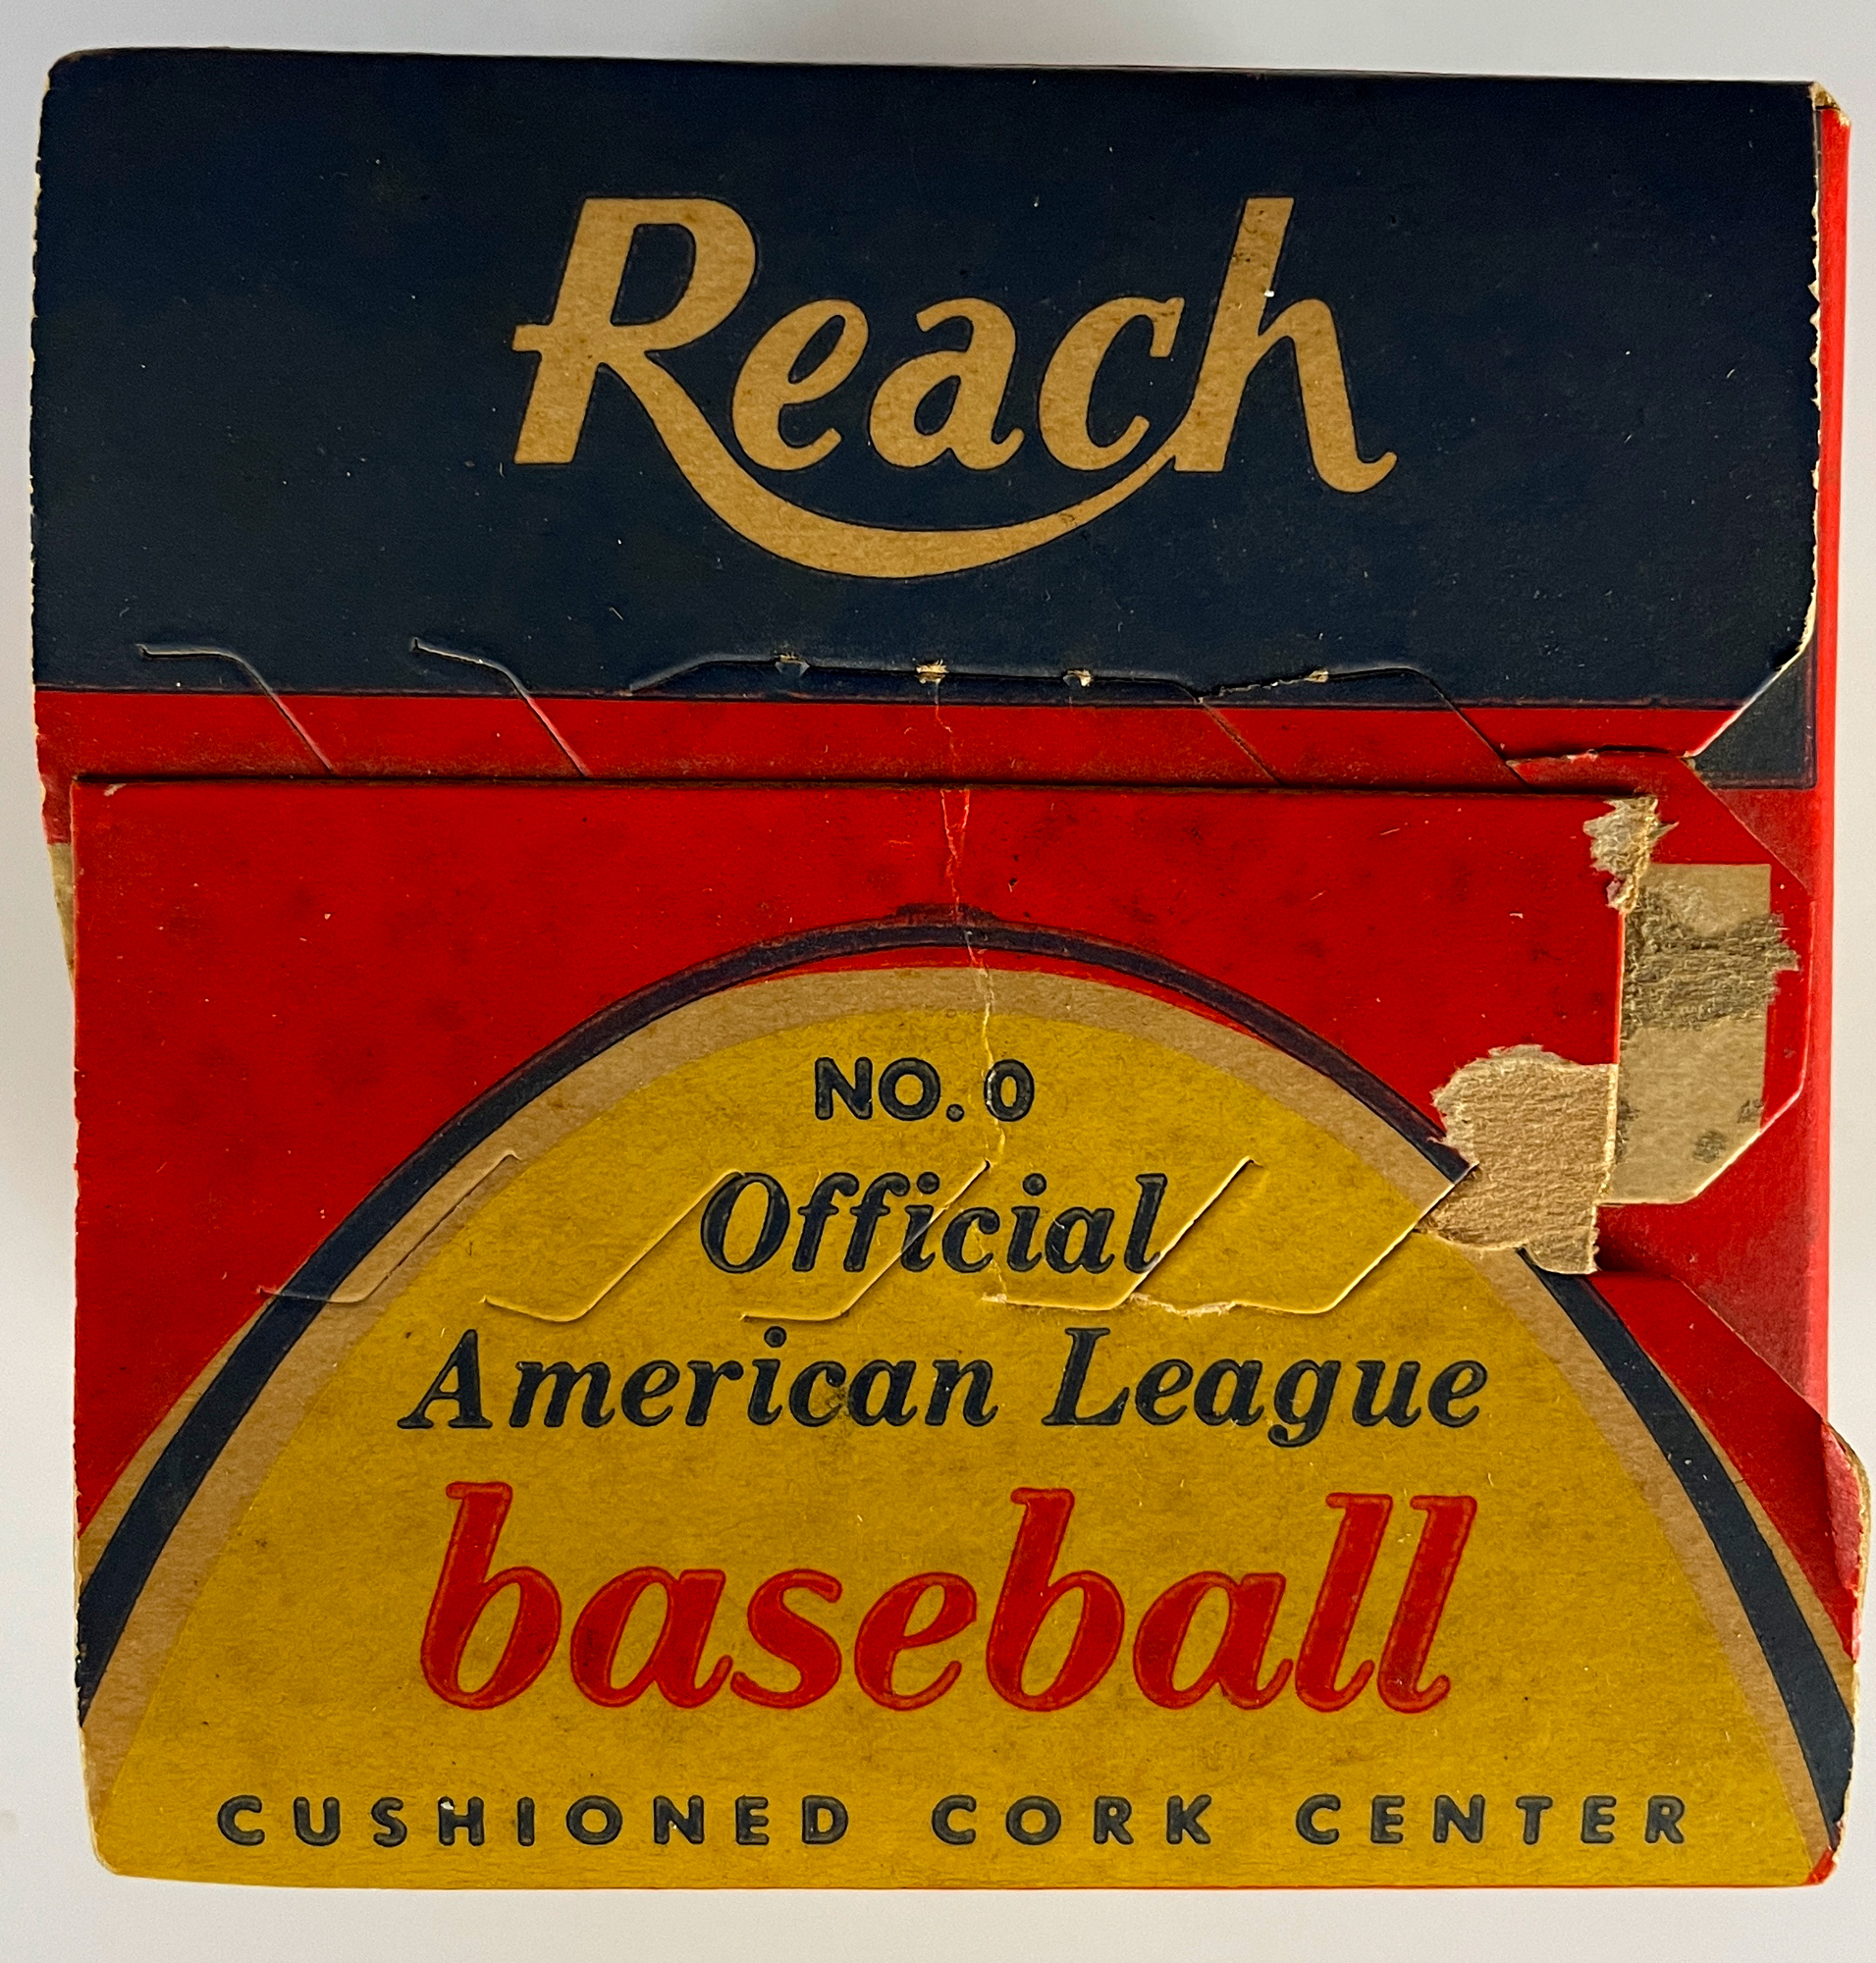 Reach
NO. 0
Official
American League
baseball
CUSHIONED CORK CENTER